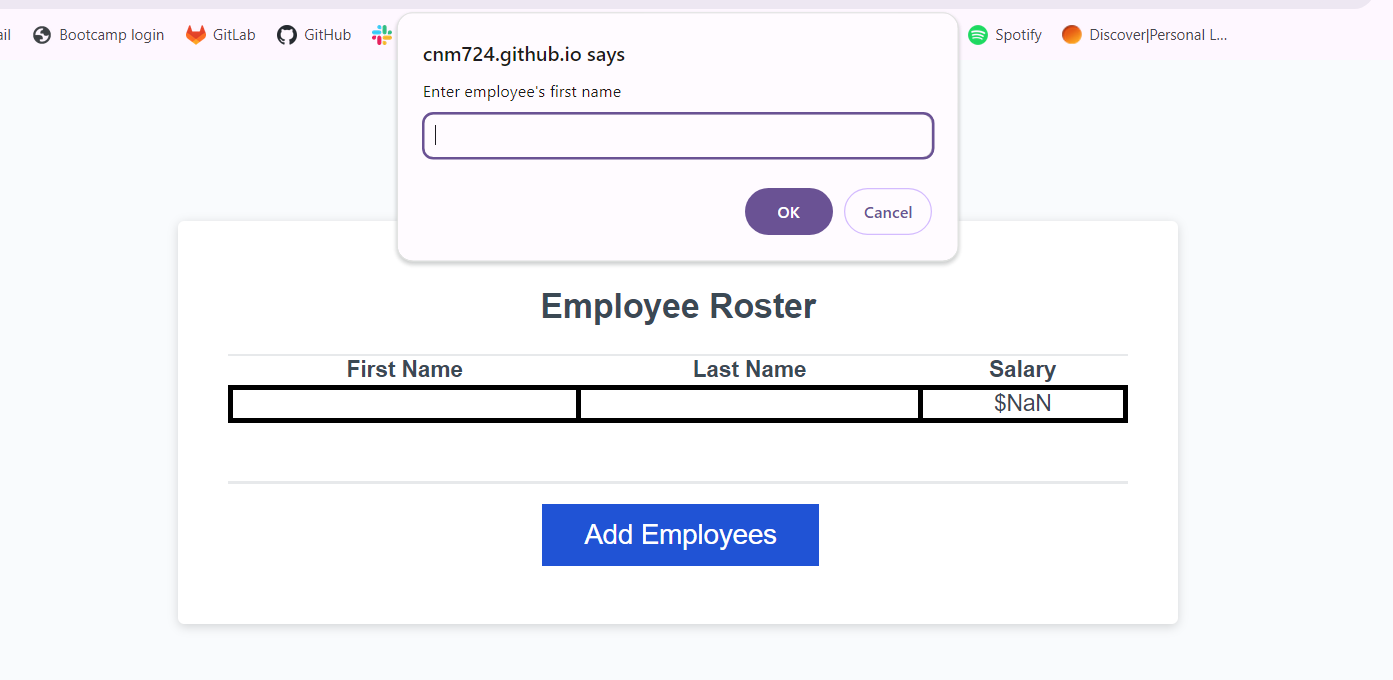 ail Bootcamp login GitLab GitHub Spotify Discover|Personal L...
cnm724.github.io says
Enter employee's first name
OK Cancel
Employee Roster
First Name Last Name Salary
$NaN
Add Employees